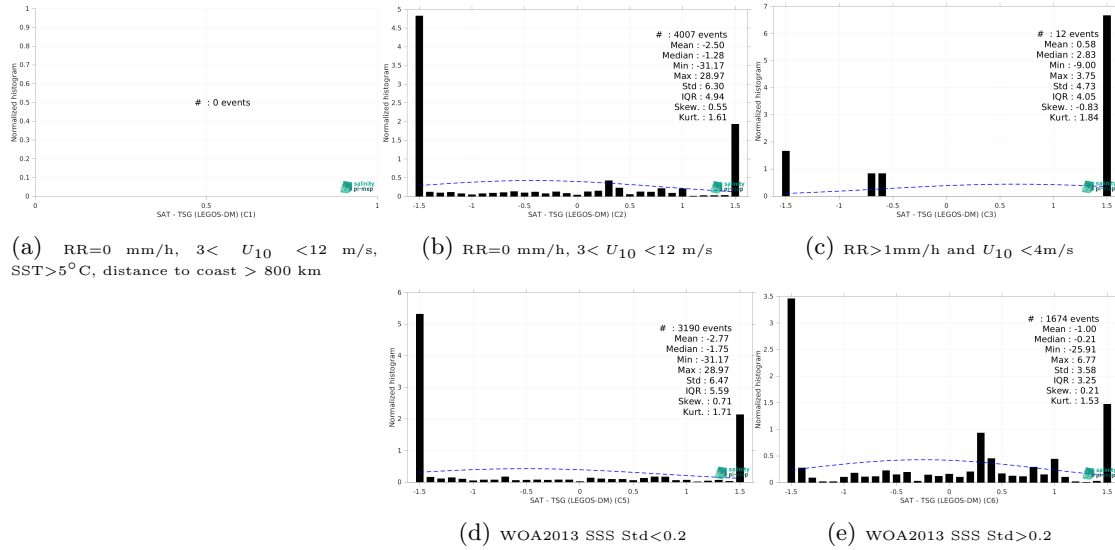 1
0.9
0.8
0.7
0.6
0.5
0.4
0.3
0.2
0.1
0
Normalized histogram
# : 0 events
salinity
pi-mep
0 0.5 1
SAT - TSG (LEGOS-DM) (C1)
(a) RR=0 mm/h, 3< U10 <12 m/s,
SST>5°C, distance to coast > 800 km
5
4.5
4
3.5
3
2.5
2
1.5
1
0.5
0
Normalized histogram
# : 4007 events
Mean : -2.50
Median : -1.28
Min : -31.17
Max : 28.97
Std : 6.30
IQR : 4.94
Skew. : 0.55
Kurt. : 1.61
salinity
pi-mep
-1.5 -1 -0.5 0 0.5 1 1.5
SAT - TSG (LEGOS-DM) (C2)
(b) RR=0 mm/h, 3< U10 <12 m/s
7
6
5
4
3
2
1
0
Normalized histogram
# : 12 events
Mean : 0.58
Median : 2.83
Min : -9.00
Max : 3.75
Std : 4.73
IQR : 4.05
Skew. : -0.83
Kurt. : 1.84
salinity
pi-mep
-1.5 -1 -0.5 0 0.5 1 1.5
SAT - TSG (LEGOS-DM) (C3)
(c) RR>1mm/h and U10 <4m/s
6
5
4
3
2
1
0
Normalized histogram
# : 3190 events
Mean : -2.77
Median : -1.75
Min : -31.17
Max : 28.97
Std : 6.47
IQR : 5.59
Skew. : 0.71
Kurt. : 1.71
salinity
pi-mep
-1.5 -1 -0.5 0 0.5 1 1.5
SAT - TSG (LEGOS-DM) (C5)
(d) WOA2013 SSS Std<0.2
3.5
3
2.5
2
1.5
1
0.5
0
Normalized histogram
# : 1674 events
Mean : -1.00
Median : -0.21
Min : -25.91
Max : 6.77
Std : 3.58
IQR : 3.25
Skew. : 0.21
Kurt. : 1.53
salinity
pi-mep
-1.5 -1 -0.5 0 0.5 1 1.5
SAT - TSG (LEGOS-DM) (C6)
(e) WOA2013 SSS Std>0.2